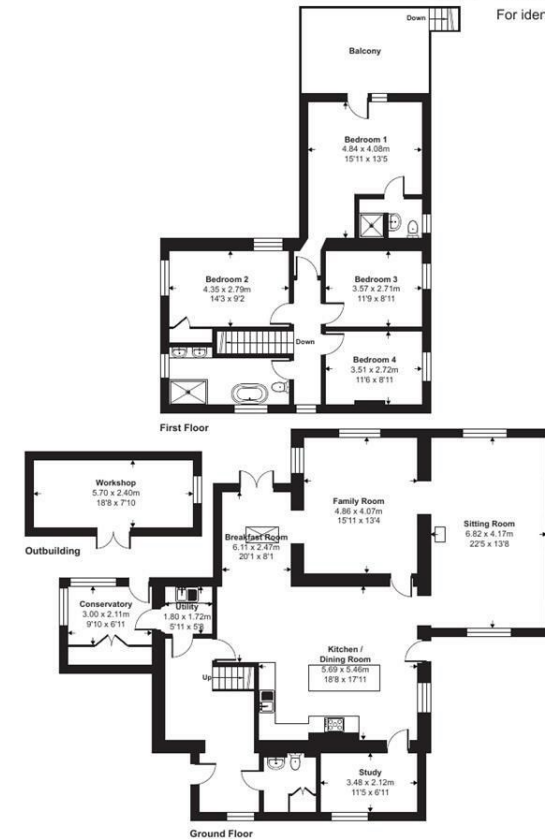 For iden
Down
Balcony
Bedroom 1
4.84 x 4.08m
15'11 x 13'5
Bedroom 2
4.35 x 2.79m
14'3 x 9'2
Bedroom 3
3.57 x 2.71m
11'9 x 8'11
Down
Bedroom 4
3.51 x 2.72m
11'6 x 8'11
First Floor
Workshop
5.70 x 2.40m
18'8 x 7'10
Outbuilding
Family Room
4.86 x 4.07m
15'11 x 13'4
Sitting Room
6.82 x 4.17m
22'5 x 13'8
Breakfast Room
6.11 x 2.47m
20'1 x 8'1
Conservatory
3.00 x 2.11m
9'10 x 6'11
Utility
1.80 x 1.72m
5'11 x 5'8
Kitchen /
Dining Room
5.69 x 5.46m
18'8 x 17'11
Up
Study
3.48 x 2.12m
11'5 x 6'11
Ground Floor